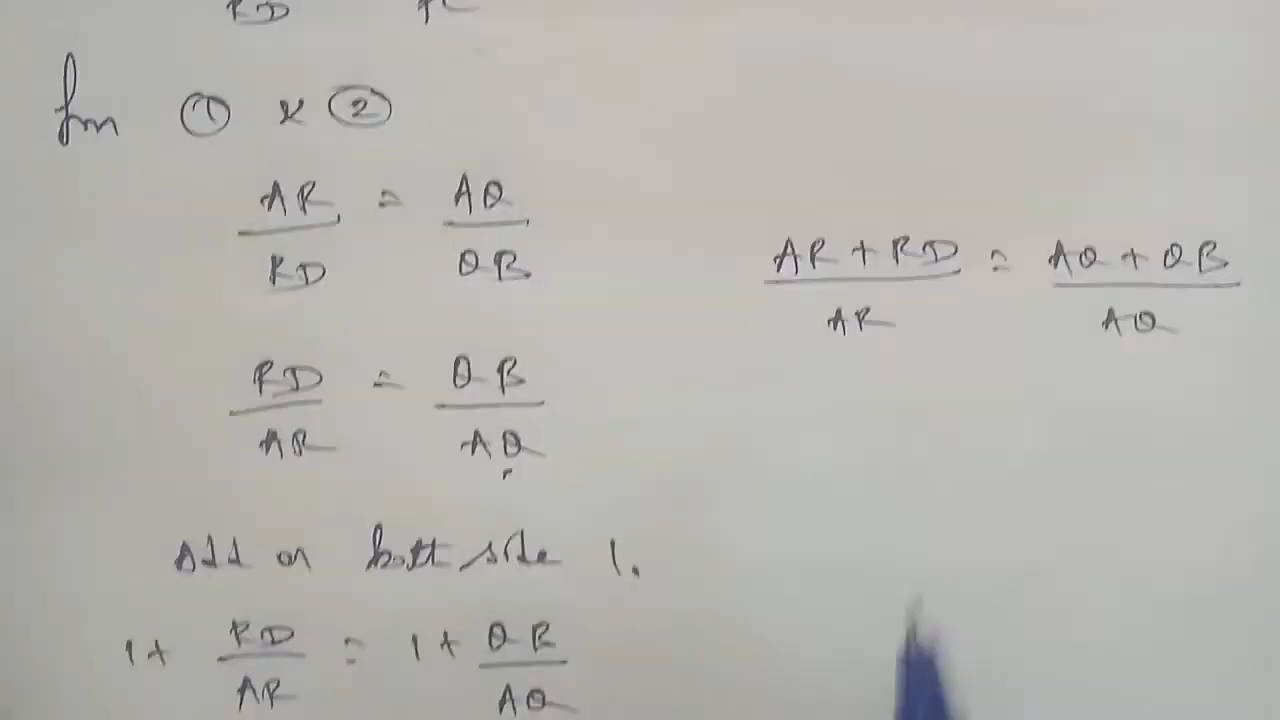 RD
fm ① x ②
AR = AQ
RD QB
RD = QB
AR AQ
Add on both side 1.
1+ RD = 1+ QB
AR AQ
AR + RD = AQ + QB
AR AQ